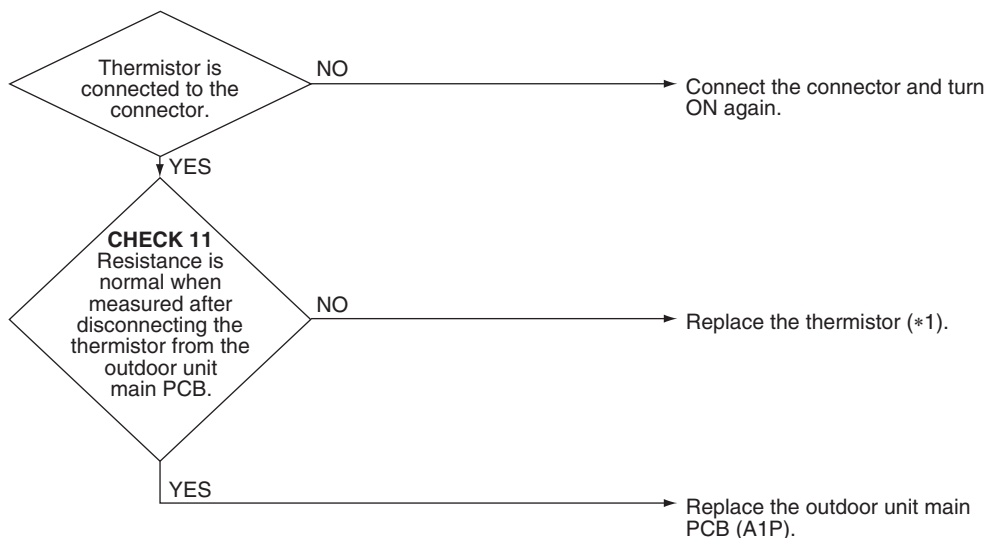 Thermistor is
connected to the
connector.
NO
Connect the connector and turn
ON again.
YES
CHECK 11
Resistance is
normal when
measured after
disconnecting the
thermistor from the
outdoor unit
main PCB.
NO
Replace the thermistor (*1).
YES
Replace the outdoor unit main
PCB (A1P).